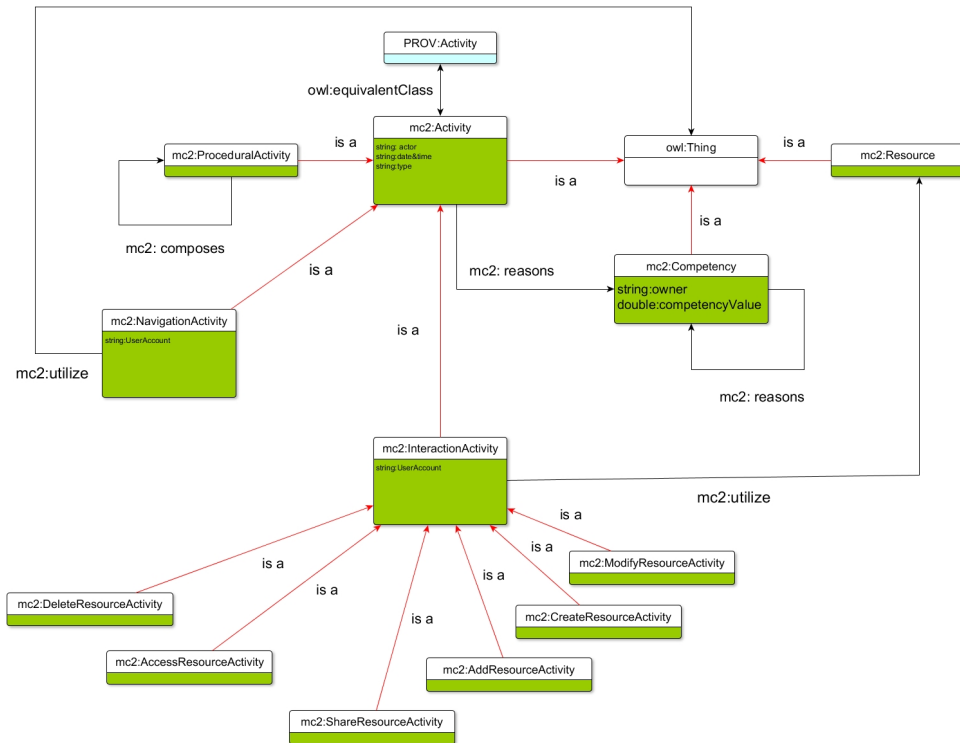 PROV:Activity
owl:equivalentClass
mc2:Activity
string: actor
string:date&time
string:type
mc2:ProceduralActivity
is a
owl:Thing
is a
mc2:Resource
is a
is a
mc2: composes
mc2: reasons
mc2:Competency
string:owner
double:competencyValue
is a
mc2:NavigationActivity
string:UserAccount
is a
mc2:utilize
mc2: reasons
mc2:InteractionActivity
string:UserAccount
mc2:utilize
is a
is a
is a
mc2:ModifyResourceActivity
is a
is a
mc2:DeleteResourceActivity
is a
mc2:CreateResourceActivity
mc2:AccessResourceActivity
mc2:AddResourceActivity
mc2:ShareResourceActivity